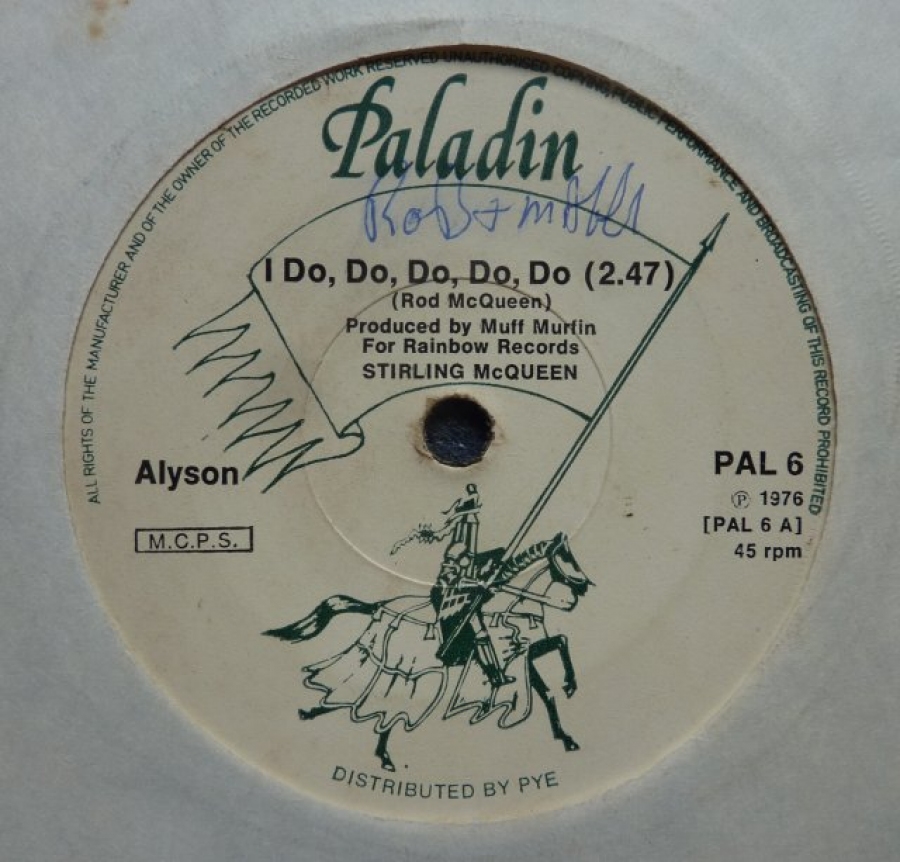 ALL RIGHTS OF THE MANUFACTURER AND OF THE OWNER OF THE RECORDED WORK RESERVED UNAUTHORISED COPYING, PUBLIC PERFORMANCE AND BROADCASTING OF THIS RECORD PROHIBITED
Paladin
I Do, Do, Do, Do, Do (2.47)
(Rod McQueen)
Produced by Muff Murfin
For Rainbow Records
STIRLING McQUEEN
Alyson
M.C.P.S.
PAL 6
Ⓟ 1976
[PAL 6 A]
45 rpm
DISTRIBUTED BY PYE